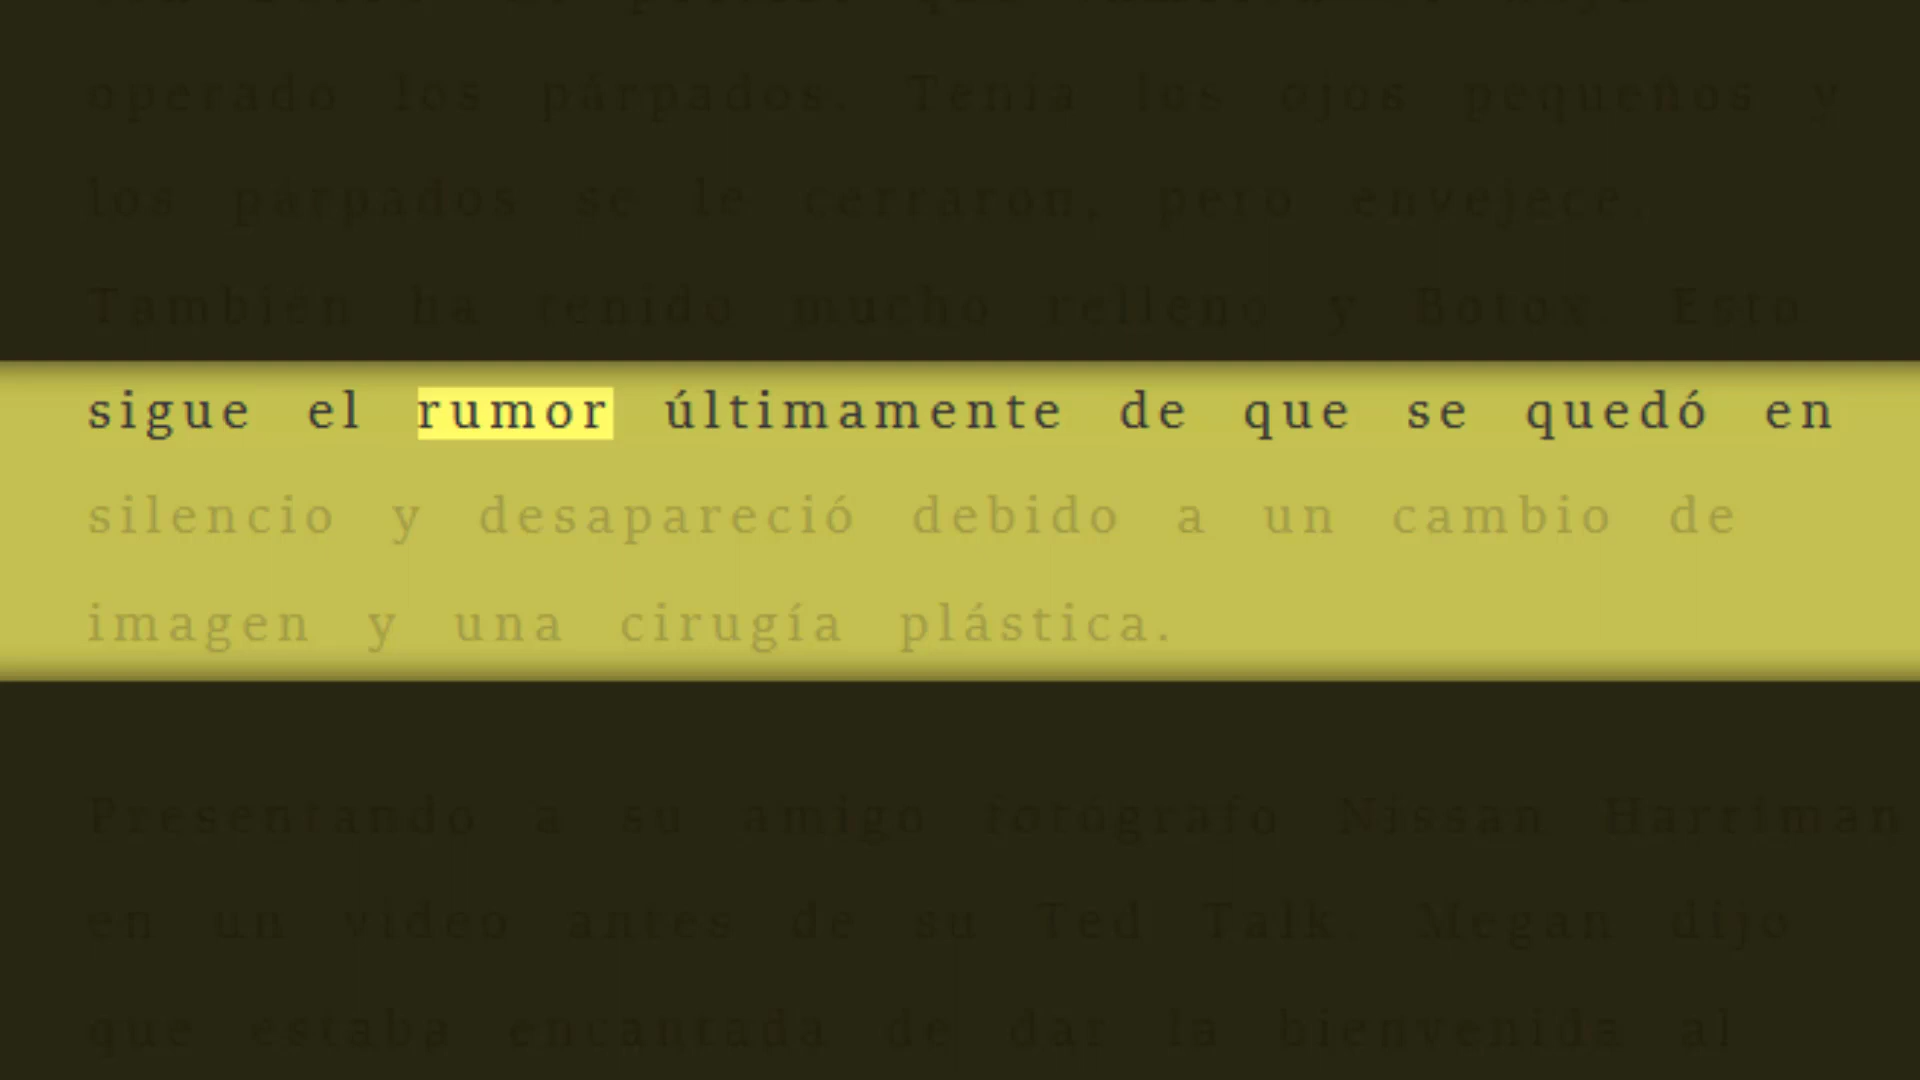 operado los párpados. Tenía los ojos pequeños y
los párpados se le cerraron, pero envejece.
También ha tenido mucho relleno y Botox. Esto
sigue el rumor últimamente de que se quedó en
silencio y desapareció debido a un cambio de
imagen y una cirugía plástica.
Presentando a su amigo fotógrafo Nissan Harriman
en un video antes de su Ted Talk. Megan dijo
que estaba encantada de dar la bienvenida al